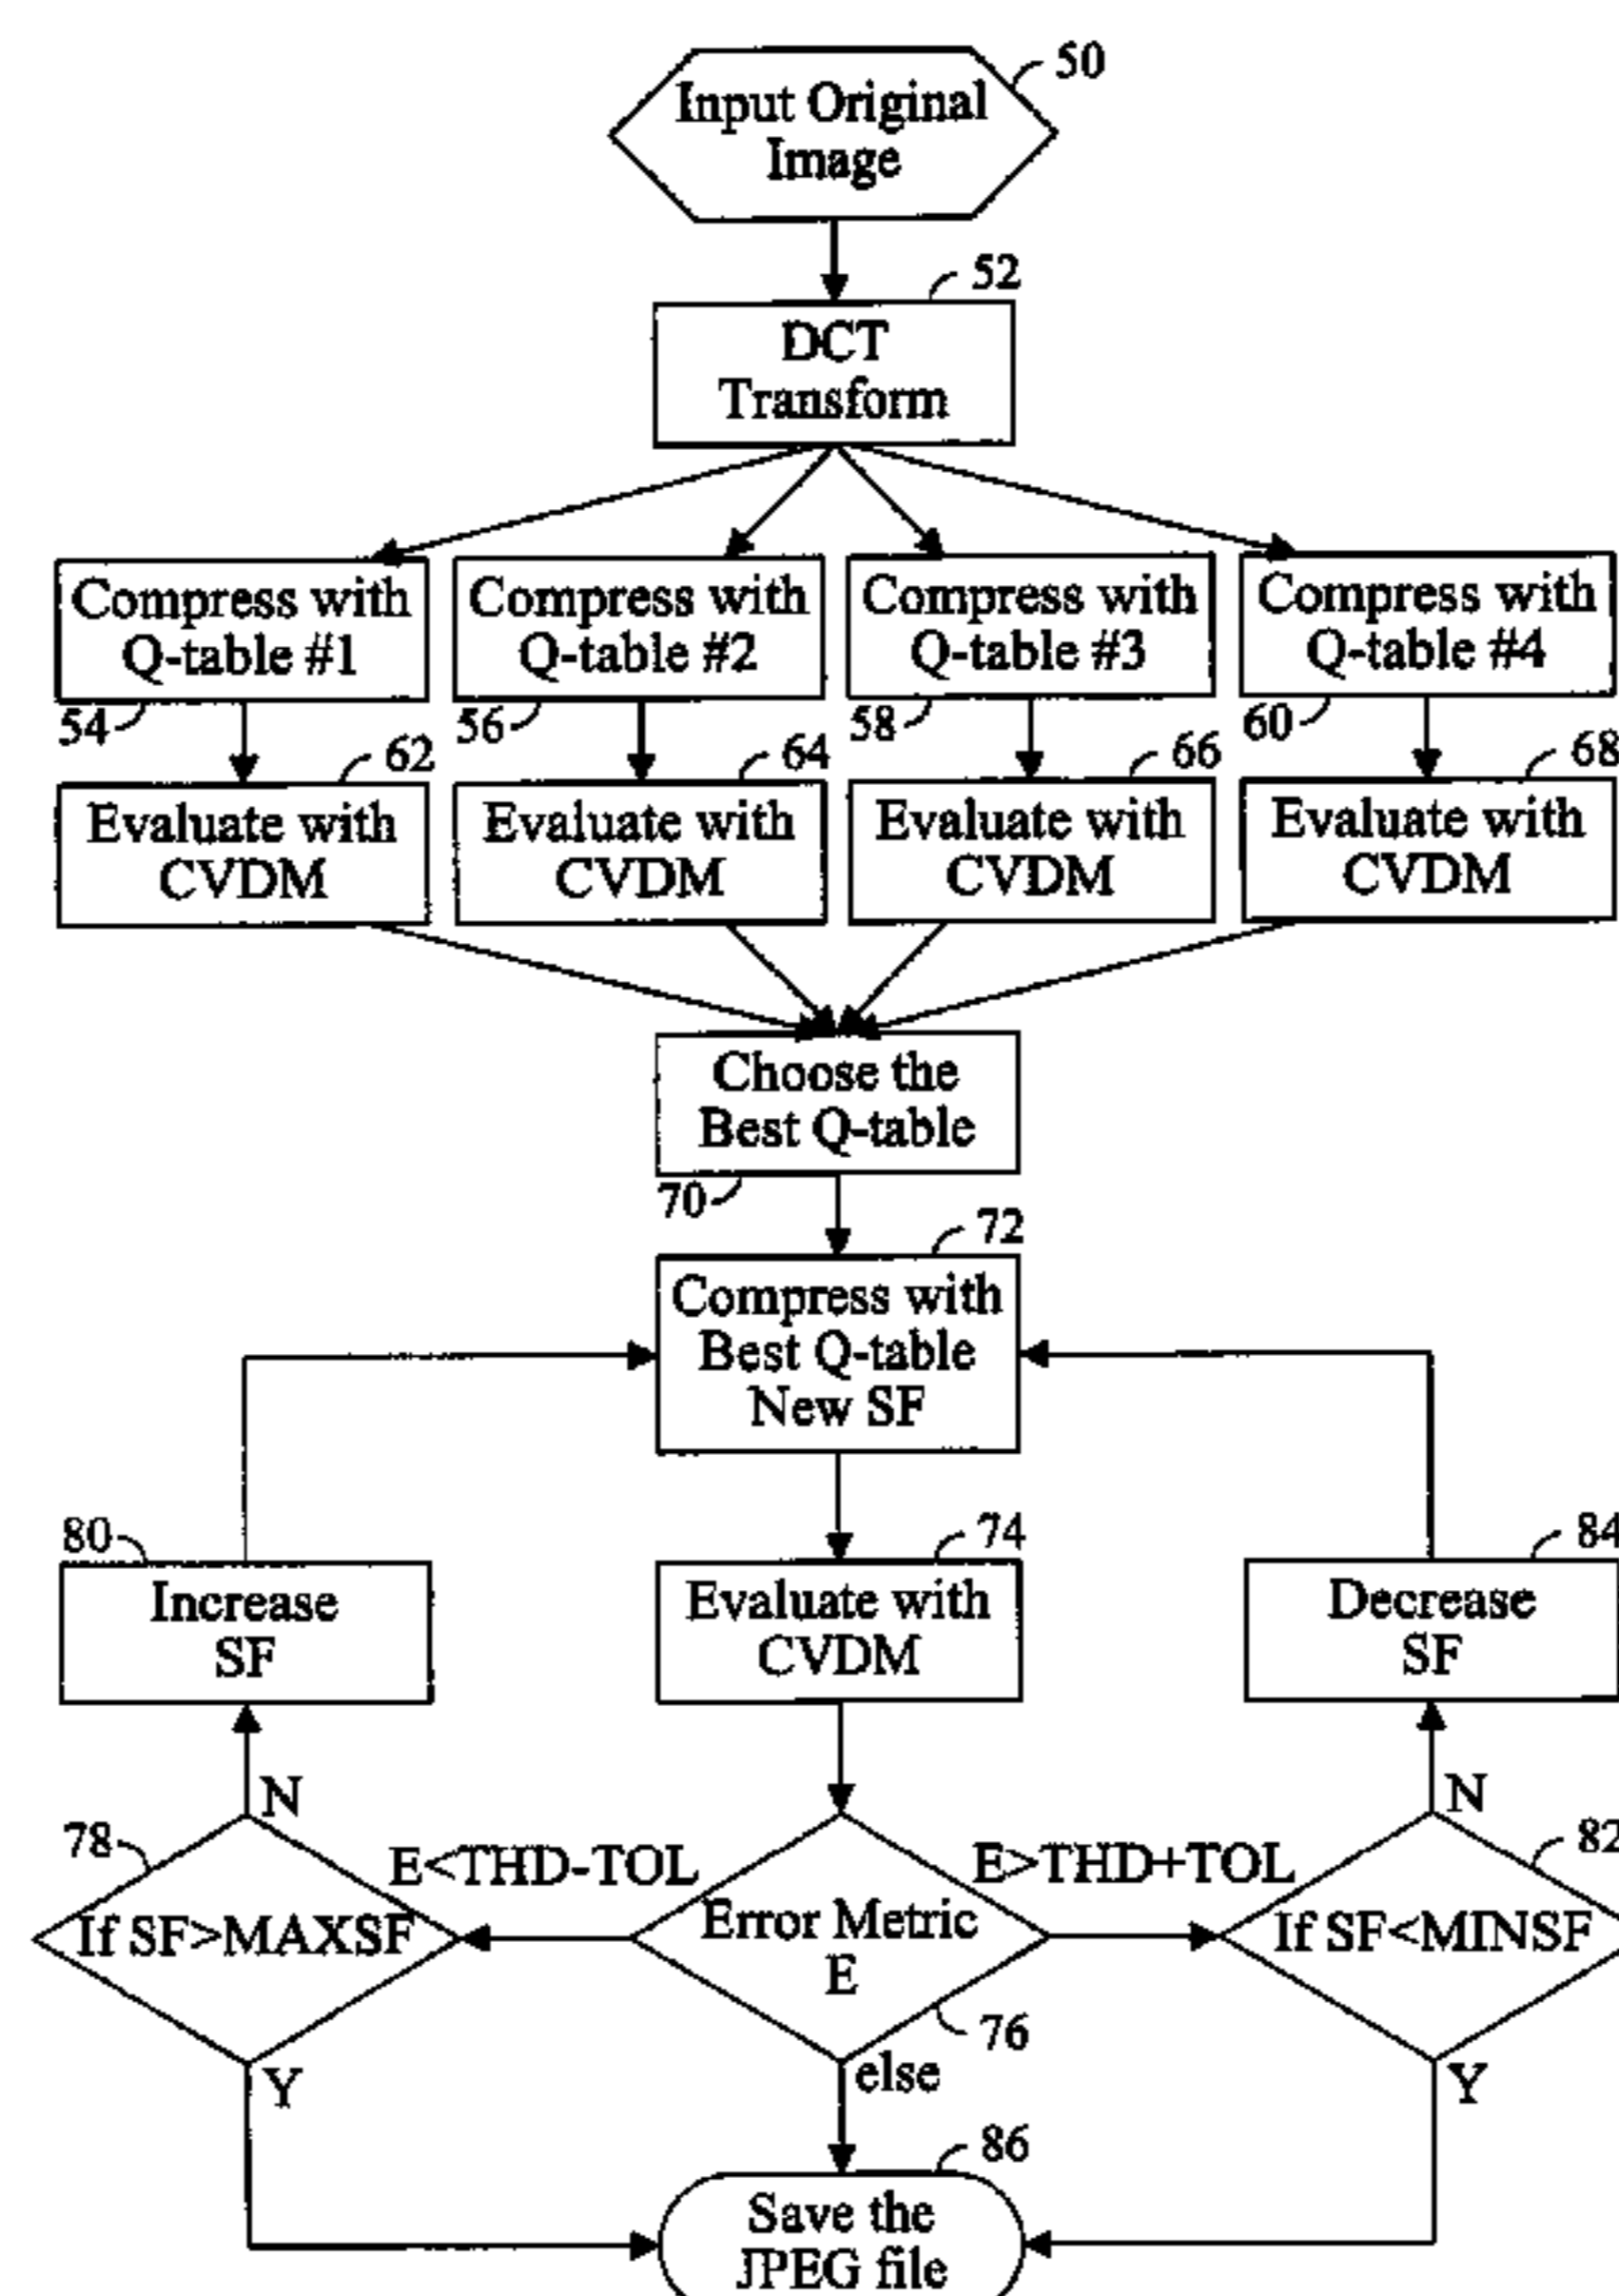 50
Input Original
Image
52
DCT
Transform
Compress with
Q-table #1
Compress with
Q-table #2
Compress with
Q-table #3
Compress with
Q-table #4
54
56
58
60
62
64
66
68
Evaluate with
CVDM
Evaluate with
CVDM
Evaluate with
CVDM
Evaluate with
CVDM
Choose the
Best Q-table
70
72
Compress with
Best Q-table
New SF
80
74
84
Increase
SF
Evaluate with
CVDM
Decrease
SF
N
N
78
E<THD-TOL
E>THD+TOL
82
If SF>MAXSF
Error Metric
E
If SF<MINSF
76
Y
else
Y
86
Save the
JPEG file